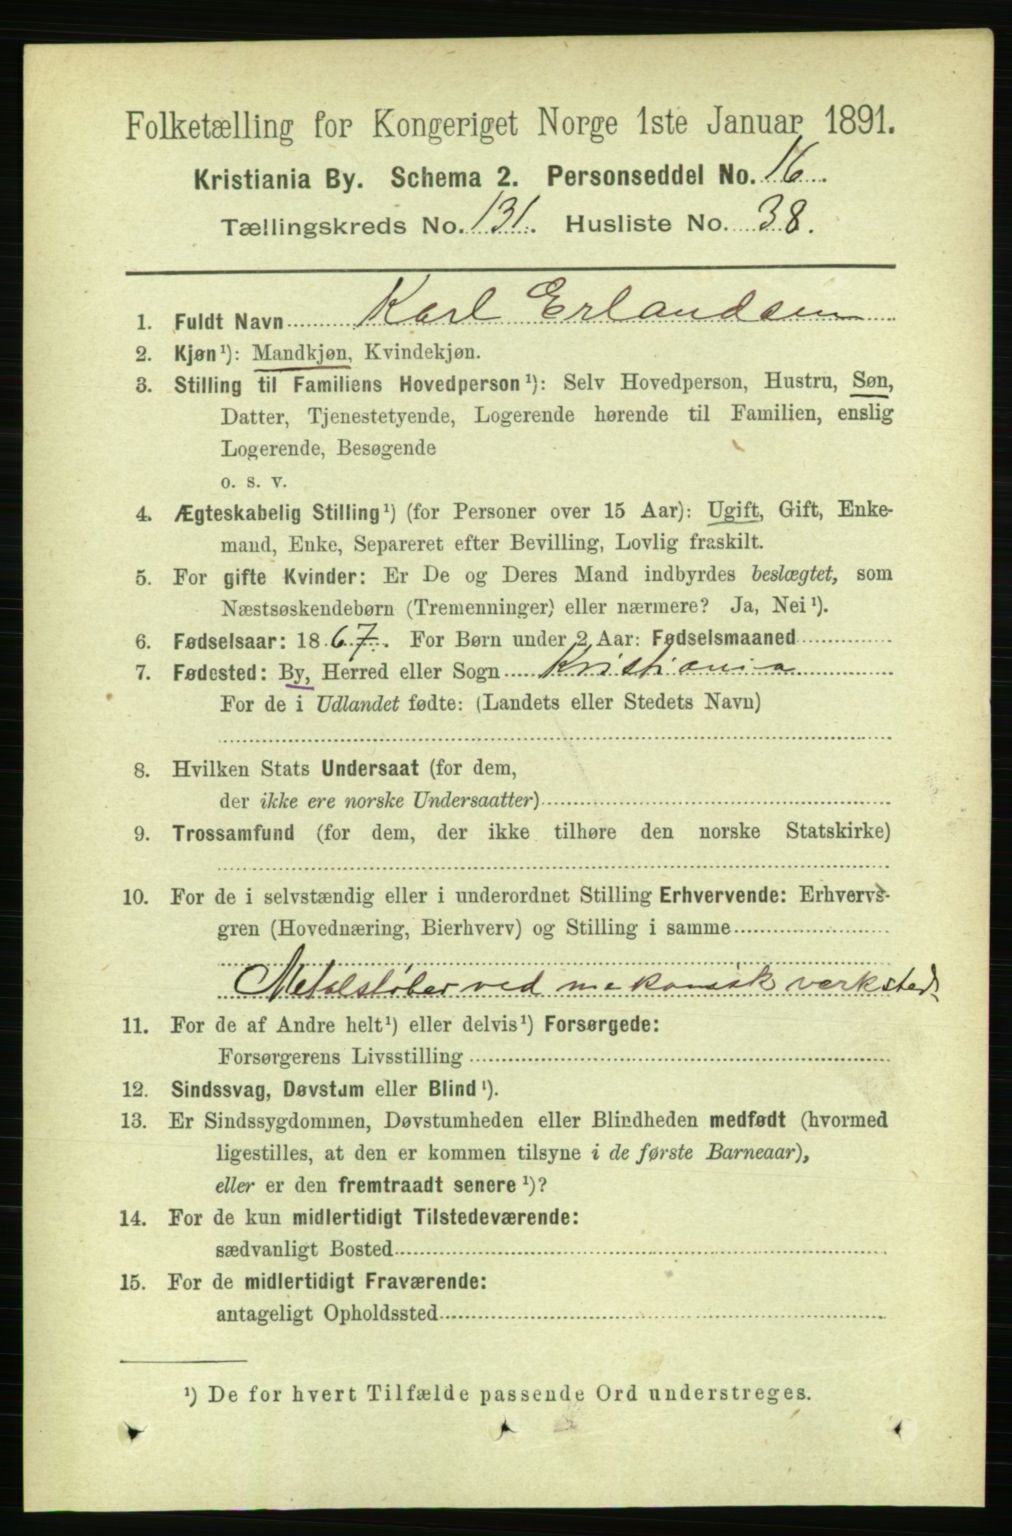 Folketælling for Kongeriget Norge 1ste Januar 1891.
Kristiania By. Schema 2. Personseddel No. 16.
Tællingskreds No. 131. Husliste No. 38.
1. Fuldt Navn Karl Erlandsen
2. Kjøn¹): Mandkjøn, Kvindekjøn.
3. Stilling til Familiens Hovedperson¹): Selv Hovedperson, Hustru, Søn,
Datter, Tjenestetyende, Logerende hørende til Familien, enslig
Logerende, Besøgende
o. s. v.
4. Ægteskabelig Stilling¹) (for Personer over 15 Aar): Ugift, Gift, Enke-
mand, Enke, Separeret efter Bevilling, Lovlig fraskilt.
5. For gifte Kvinder: Er De og Deres Mand indbyrdes beslægtet, som
Næstsøskendebørn (Tremenninger) eller nærmere? Ja, Nei¹).
6. Fødselsaar: 1867. For Børn under 2 Aar: Fødselsmaaned
7. Fødested: By, Herred eller Sogn Kristiania
For de i Udlandet fødte: (Landets eller Stedets Navn)
8. Hvilken Stats Undersaat (for dem,
der ikke ere norske Undersaatter)
9. Trossamfund (for dem, der ikke tilhøre den norske Statskirke)
10. For de i selvstændig eller i underordnet Stilling Erhvervende: Erhvervs-
gren (Hovednæring, Bierhverv) og Stilling i samme
Metalstøber ved mekanisk verksted
11. For de af Andre helt¹) eller delvis¹) Forsørgede:
Forsørgerens Livsstilling
12. Sindssvag, Døvstum eller Blind¹).
13. Er Sindssygdommen, Døvstumheden eller Blindheden medfødt (hvormed
ligestilles, at den er kommen tilsyne i de første Barneaar),
eller er den fremtraadt senere¹)?
14. For de kun midlertidigt Tilstedeværende:
sædvanligt Bosted
15. For de midlertidigt Fraværende:
antageligt Opholdssted
¹) De for hvert Tilfælde passende Ord understreges.